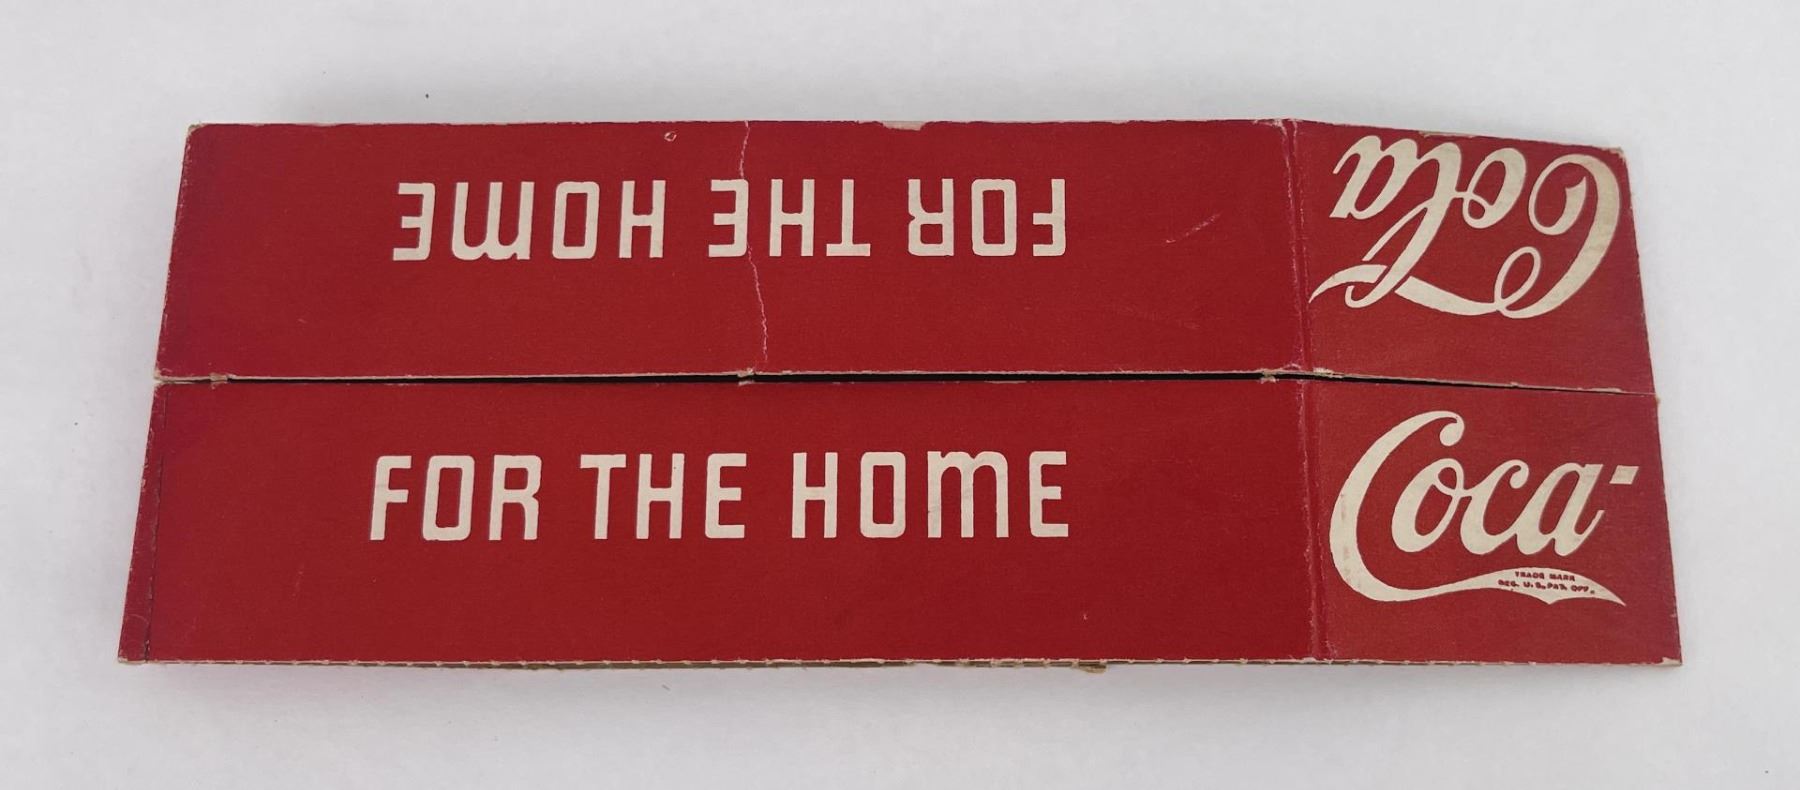 FOR THE HOME
Cola
FOR THE HOME
Coca-
TRADE MARK
REG. U.S. PAT. OFF.